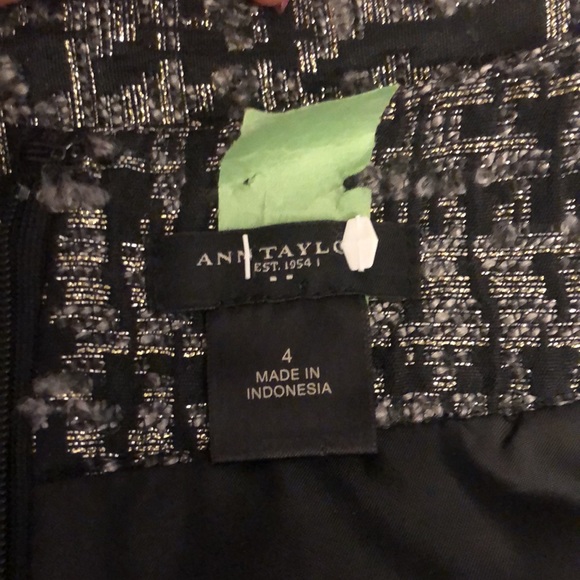 ANN TAYLO
EST. 1954
4
MADE IN
INDONESIA